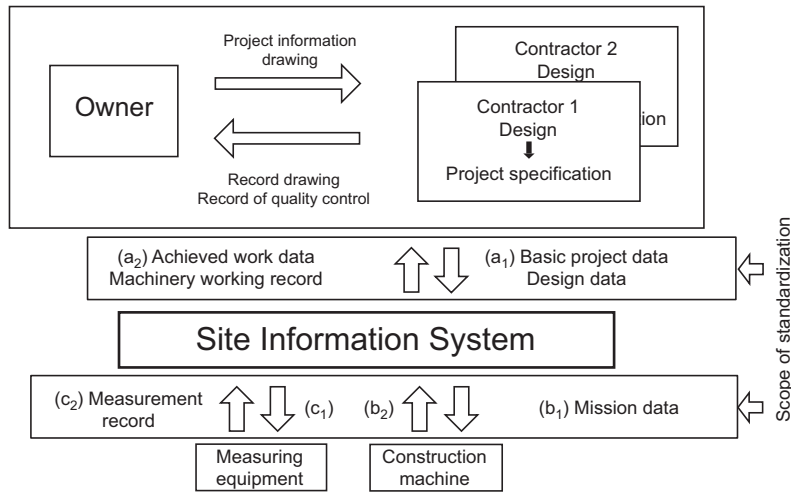 Project information
drawing
Owner
Record drawing
Record of quality control
Contractor 2
Design
ion
Contractor 1
Design
Project specification
(a2) Achieved work data
Machinery working record
(a1) Basic project data
Design data
Site Information System
(c2) Measurement
record
(c1)
(b2)
(b1) Mission data
Measuring
equipment
Construction
machine
Scope of standardization